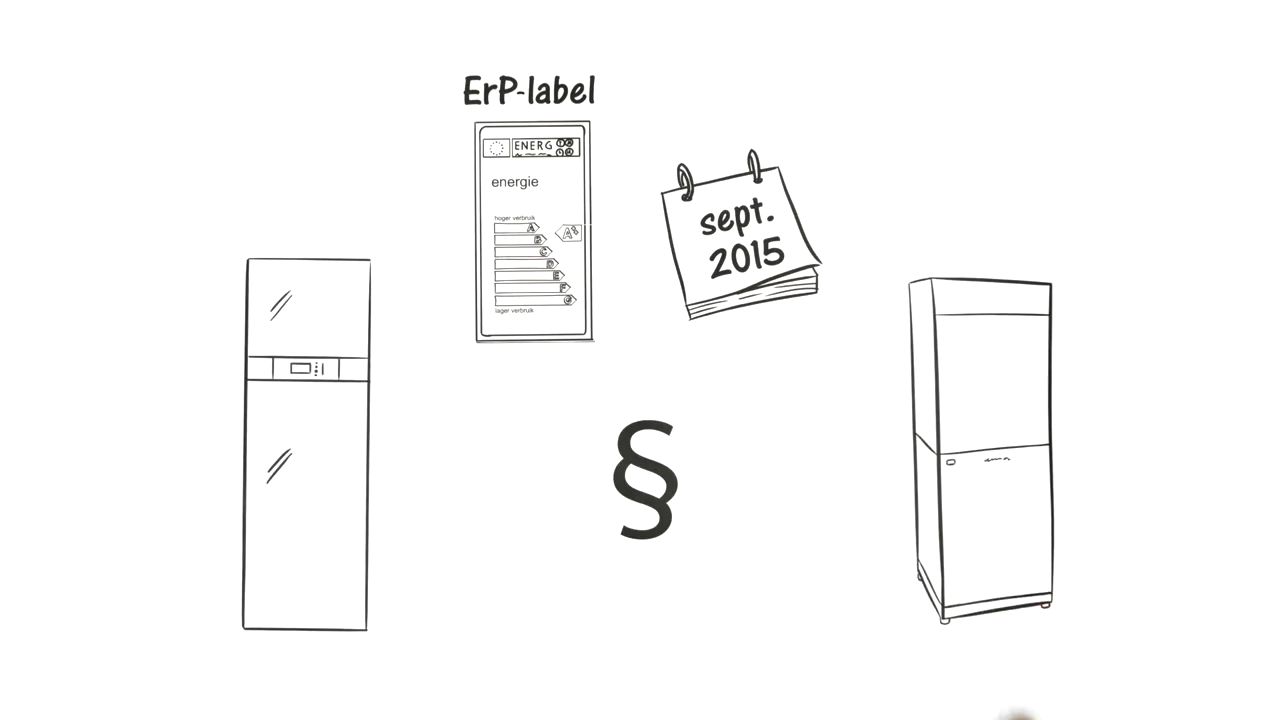 ErP-label
ENERG
energie
sept.
2015
hoger verbruik
A
A+
B
C
D
E
F
G
lager verbruik
§